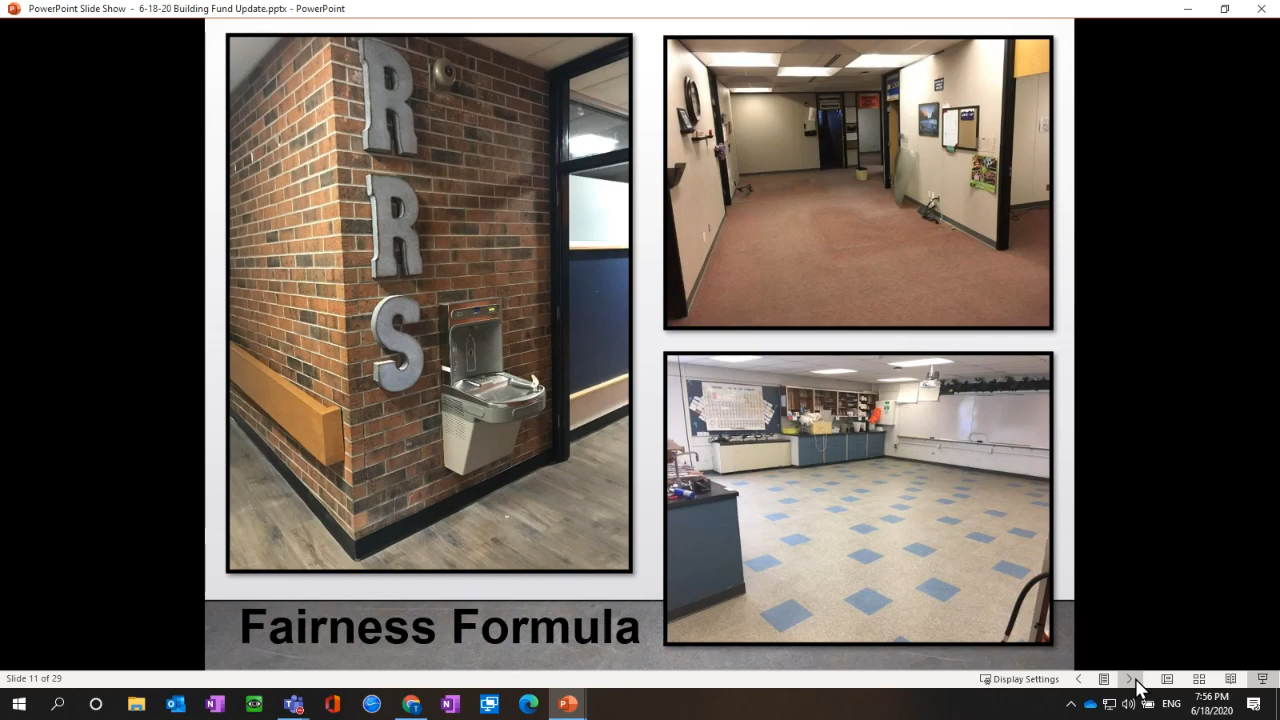 PowerPoint Slide Show  -  6-18-20 Building Fund Update.pptx - PowerPoint
R
R
S
Fairness Formula
Slide 11 of 29
Display Settings
ENG
7:56 PM
6/18/2020